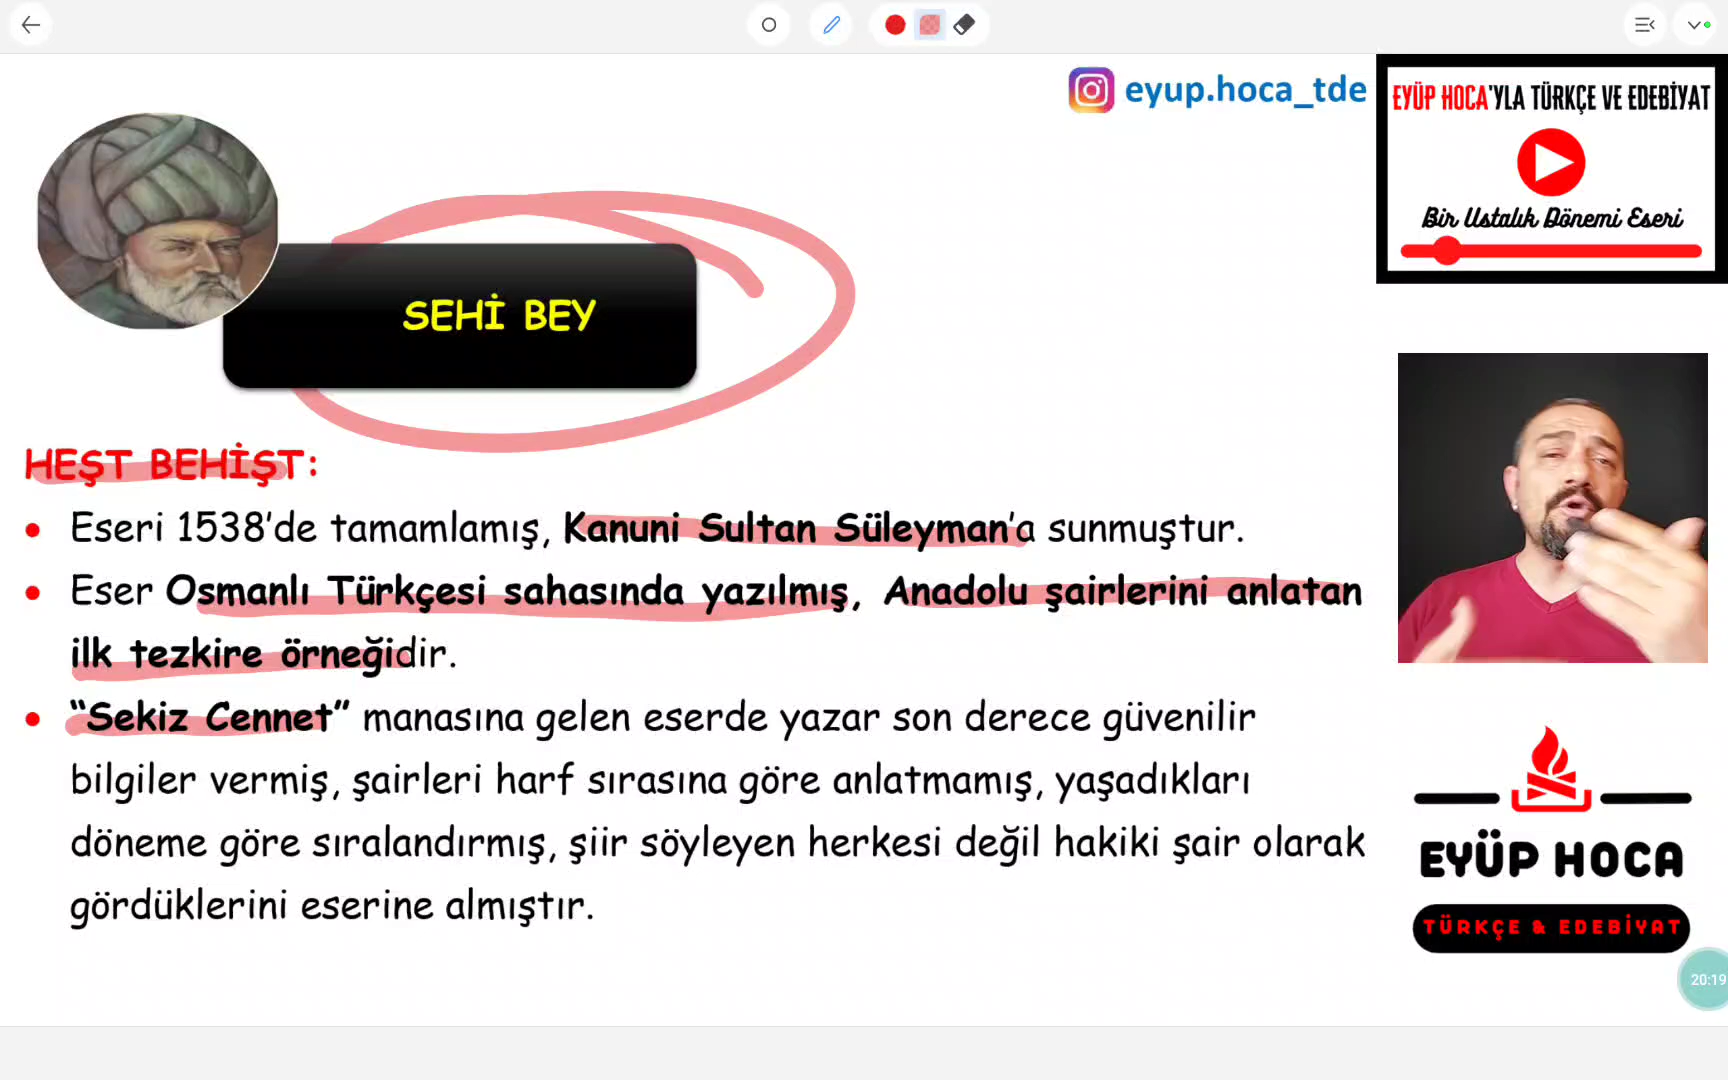 eyup.hoca_tde
EYÜP HOCA'YLA TÜRKÇE VE EDEBİYAT
Bir Ustalık Dönemi Eseri
SEHİ BEY
HEŞT BEHİŞT:
• Eseri 1538'de tamamlamış, Kanuni Sultan Süleyman'a sunmuştur.
• Eser Osmanlı Türkçesi sahasında yazılmış, Anadolu şairlerini anlatan
ilk tezkire örneğidir.
• “Sekiz Cennet” manasına gelen eserde yazar son derece güvenilir
bilgiler vermiş, şairleri harf sırasına göre anlatmamış, yaşadıkları
döneme göre sıralandırmış, şiir söyleyen herkesi değil hakiki şair olarak
gördüklerini eserine almıştır.
EYÜP HOCA
TÜRKÇE & EDEBİYAT
20:19